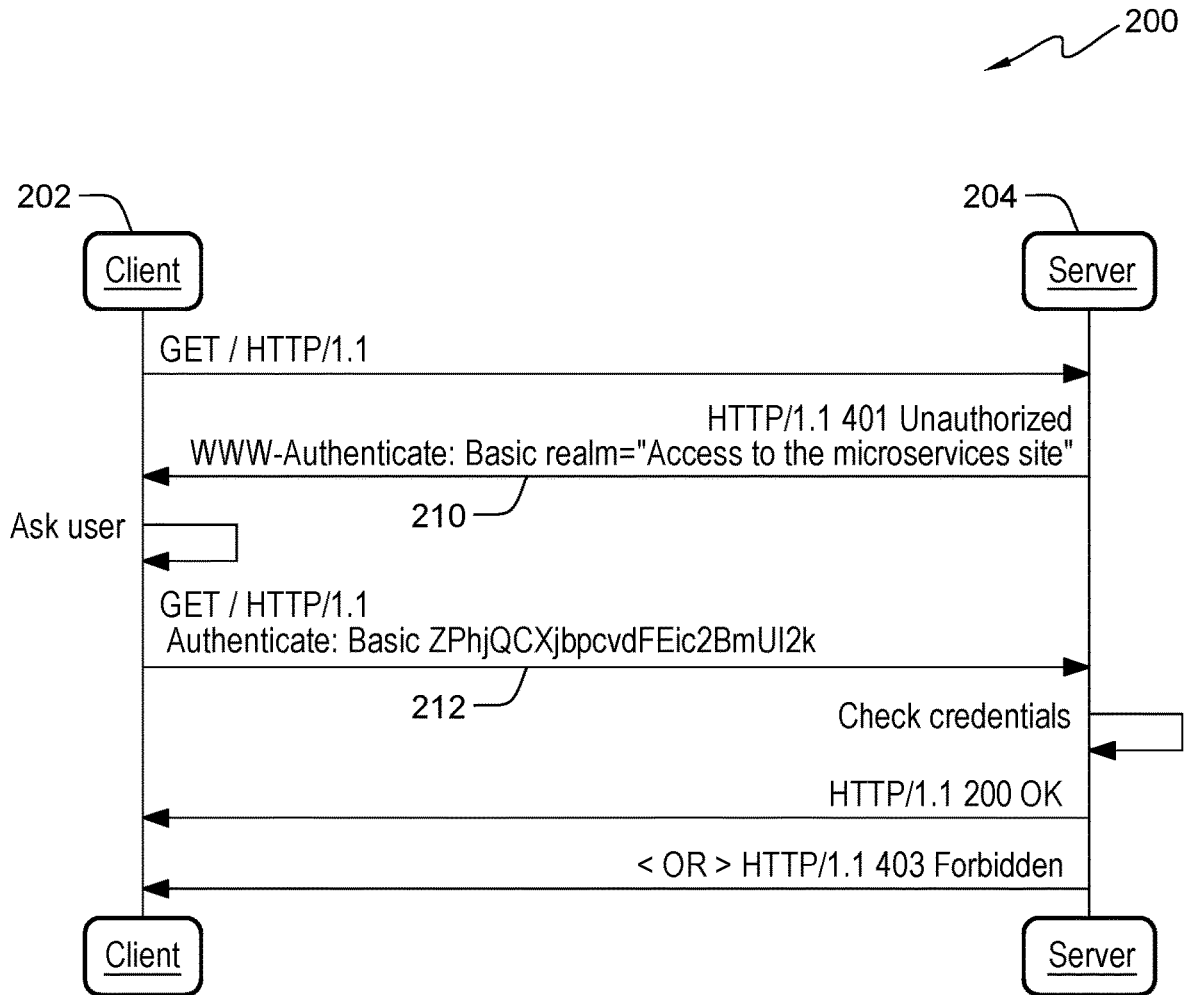 200
202
204
Client
Server
GET / HTTP/1.1
HTTP/1.1 401 Unauthorized
WWW-Authenticate: Basic realm="Access to the microservices site"
210
Ask user
GET / HTTP/1.1
Authenticate: Basic ZPhjQCXjbpcvdFEic2BmUI2k
212
Check credentials
HTTP/1.1 200 OK
< OR > HTTP/1.1 403 Forbidden
Client
Server